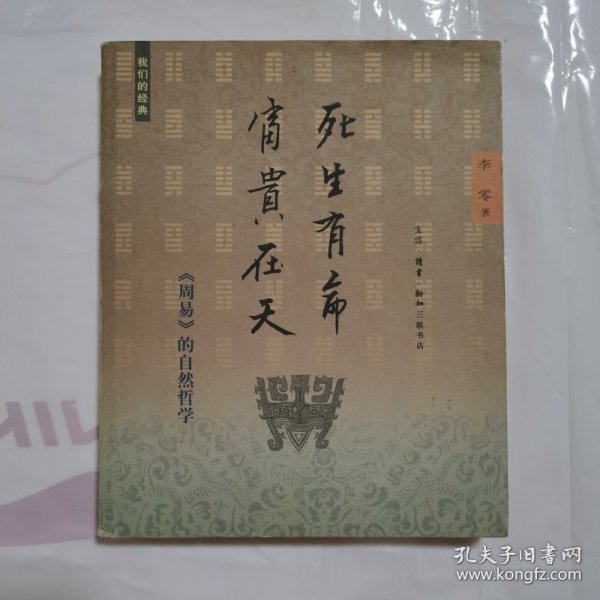 我们的经典
死生有命
富貴在天
李零 著
生活·讀書·新知三联书店
《周易》的自然哲学
孔夫子旧书网
www.kongfz.com